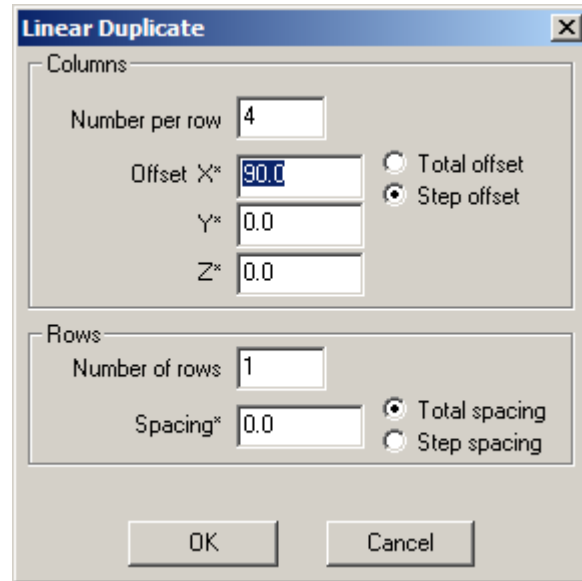 Linear Duplicate
Columns
Number per row 4
Offset X* 90.0 Total offset
Step offset
Y* 0.0
Z* 0.0
Rows
Number of rows 1
Spacing* 0.0 Total spacing
Step spacing
OK Cancel